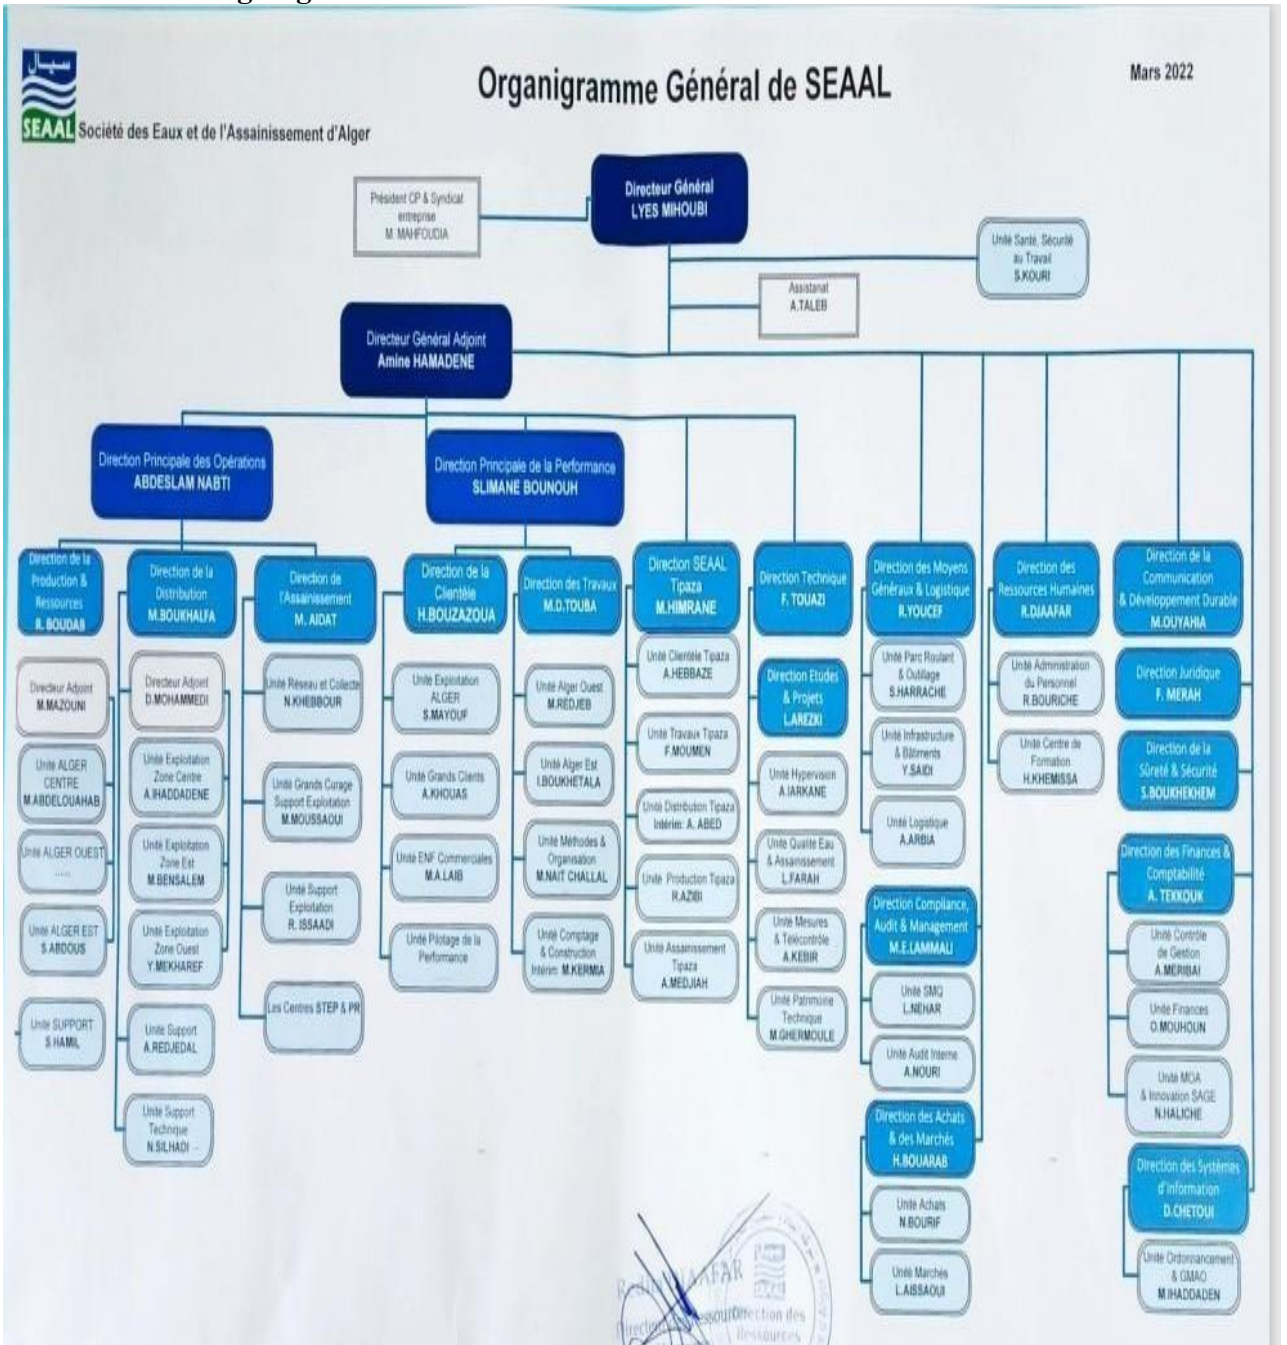 سيال
SEAAL
Société des Eaux et de l'Assainissement d'Alger
Organigramme Général de SEAAL
Mars 2022
Directeur Général
LYES MIHOUBI
Président CP & Syndicat
entreprise
M. MAHFOUDIA
Unité Santé, Sécurité
au Travail
S.KOURI
Assistanat
A.TALEB
Directeur Général Adjoint
Amine HAMADENE
Direction Principale des Opérations
ABDESLAM NABTI
Direction Principale de la Performance
SLIMANE BOUNOUH
Direction de la
Production &
Ressources
R. BOUDAB
Directeur Adjoint
M.MAZOUNI
Unité ALGER
CENTRE
M.ABDELOUAHAB
Unité ALGER OUEST
......
Unité ALGER EST
S.ABDOUS
Unité SUPPORT
S.HAMIL
Direction de la
Distribution
M.BOUKHALFA
Directeur Adjoint
D.MOHAMMEDI
Unité Exploitation
Zone Centre
A.IHADDADENE
Unité Exploitation
Zone Est
M.BENSALEM
Unité Exploitation
Zone Ouest
Y.MEKHAREF
Unité Support
A.REDJEDAL
Unité Support
Technique
N.SILHADI
Direction de
l'Assainissement
M. AIDAT
Unité Réseau et Collecte
N.KHEBBOUR
Unité Grands Curage
Support Exploitation
M.MOUSSAOUI
Unité Support
Exploitation
R. ISSAADI
Les Centres STEP & PR
Direction de la
Clientèle
H.BOUZAZOUA
Unité Exploitation
ALGER
S.MAYOUF
Unité Grands Clients
A.KHOUAS
Unité ENF Commerciales
M.A.LAIB
Unité Pilotage de la
Performance
Direction des Travaux
M.D.TOUBA
Unité Alger Ouest
M.REDJEB
Unité Alger Est
I.BOUKHETALA
Unité Méthodes &
Organisation
M.NAIT CHALLAL
Unité Comptage
& Construction
Intérim: M.KERMIA
Direction SEAAL
Tipaza
M.HIMRANE
Unité Clientèle Tipaza
A.HEBBAZE
Unité Travaux Tipaza
F.MOUMEN
Unité Distribution Tipaza
Intérim: A. ABED
Unité Production Tipaza
R.AZIBI
Unité Assainissement
Tipaza
A.MEDJIAH
Direction Technique
F. TOUAZI
Direction Etudes
& Projets
L.AREZKI
Unité Hypervision
A.IARKANE
Unité Qualité Eau
& Assainissement
L.FARAH
Unité Mesures
& Télécontrôle
A.KEBIR
Unité Patrimoine
Technique
M.GHERMOULE
Direction des Moyens
Généraux & Logistique
R.YOUCEF
Unité Parc Roulant
& Outillage
S.HARRACHE
Unité Infrastructure
& Bâtiments
Y.SAIDI
Unité Logistique
A.ARBIA
Direction Compliance,
Audit & Management
M.E.LAMMALI
Unité SMQ
L.NEHAR
Unité Audit Interne
A.NOURI
Direction des Achats
& des Marchés
H.BOUARAB
Unité Achats
N.BOURIF
Unité Marchés
L.AISSAOUI
Direction des
Ressources Humaines
R.DJAAFAR
Unité Administration
du Personnel
R.BOURICHE
Unité Centre de
Formation
H.KHEMISSA
Direction de la
Communication
& Développement Durable
M.OUYAHIA
Direction Juridique
F. MERAH
Direction de la
Sûreté & Sécurité
S.BOUKHEKHEM
Direction des Finances &
Comptabilité
A. TEKKOUK
Unité Contrôle
de Gestion
A.MERIBAI
Unité Finances
O.MOUHOUN
Unité MOA
& Innovation SAGE
N.HALICHE
Direction des Systèmes
d'Information
D.CHETOUI
Unité Ordonnancement
& GMAO
M.IHADDADEN
Direction des
Ressources